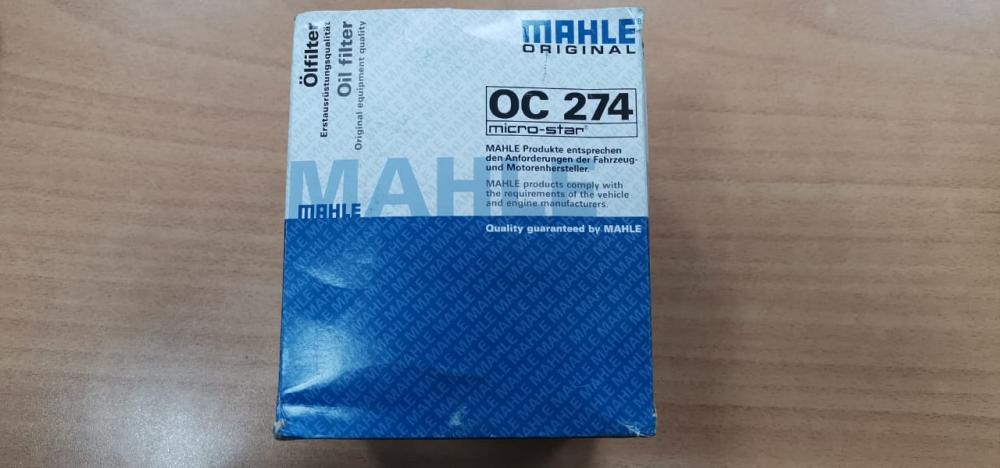 Ölfilter
Erstausrüstungsqualität
Oil filter
Original equipment quality
MAHLE
ORIGINAL
OC 274
micro-star®
MAHLE Produkte entsprechen
den Anforderungen der Fahrzeug-
und Motorenhersteller.
MAHLE products comply with
the requirements of the vehicle
and engine manufacturers.
MAHLE
MAHLE
Quality guaranteed by MAHLE